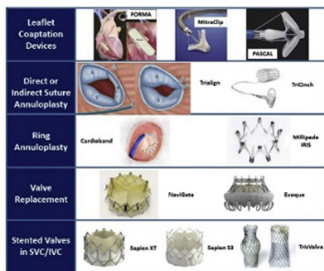 Leaflet
Coaptation
Devices
FORMA
MitraClip
PASCAL
Direct or
Indirect Suture
Annuloplasty
Trialign
TriCinch
Ring
Annuloplasty
Cardioband
Millipede
IRIS
Valve
Replacement
NaviGate
Evoque
Stented Valves
in SVC/IVC
Sapien XT
Sapien S3
TricValve